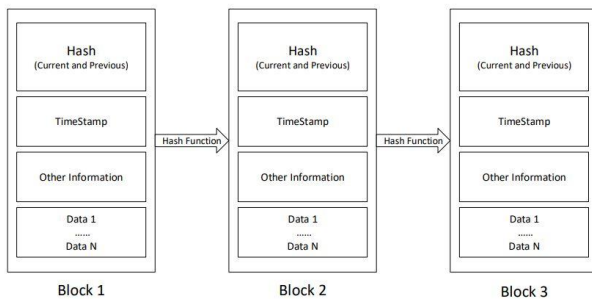 Hash
(Current and Previous)
TimeStamp
Other Information
Data 1
......
Data N
Block 1
Hash Function
Hash
(Current and Previous)
TimeStamp
Other Information
Data 1
......
Data N
Block 2
Hash Function
Hash
(Current and Previous)
TimeStamp
Other Information
Data 1
......
Data N
Block 3